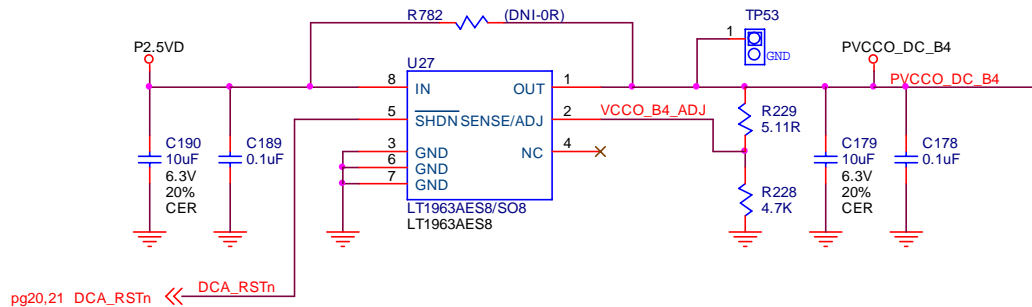 R782 (DNI-0R)
TP53
1
GND
P2.5VD
PVCCO_DC_B4
PVCCO_DC_B4
U27
8 IN OUT 1
5 SHDN SENSE/ADJ 2
VCCO_B4_ADJ
3 GND NC 4
6 GND
7 GND
LT1963AES8/SO8
LT1963AES8
C190
10uF
6.3V
20%
CER
C189
0.1uF
R229
5.11R
R228
4.7K
C179
10uF
6.3V
20%
CER
C178
0.1uF
pg20,21 DCA_RSTn
DCA_RSTn